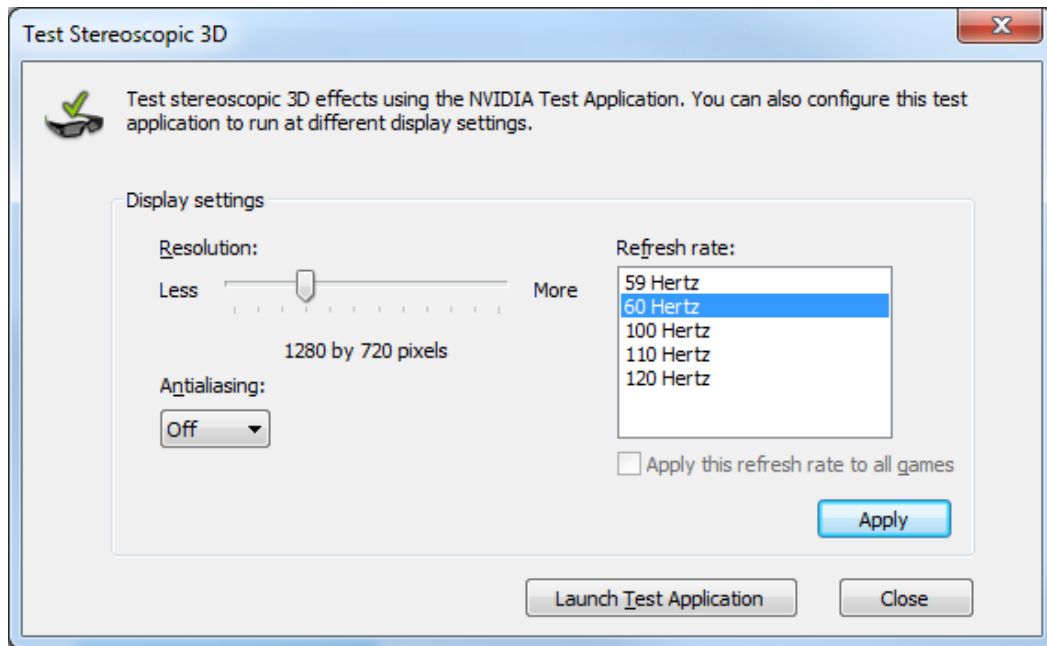 Test Stereoscopic 3D
Test stereoscopic 3D effects using the NVIDIA Test Application. You can also configure this test
application to run at different display settings.
Display settings
Resolution:
Less
More
1280 by 720 pixels
Antialiasing:
Off
Refresh rate:
59 Hertz
60 Hertz
100 Hertz
110 Hertz
120 Hertz
Apply this refresh rate to all games
Apply
Launch Test Application
Close